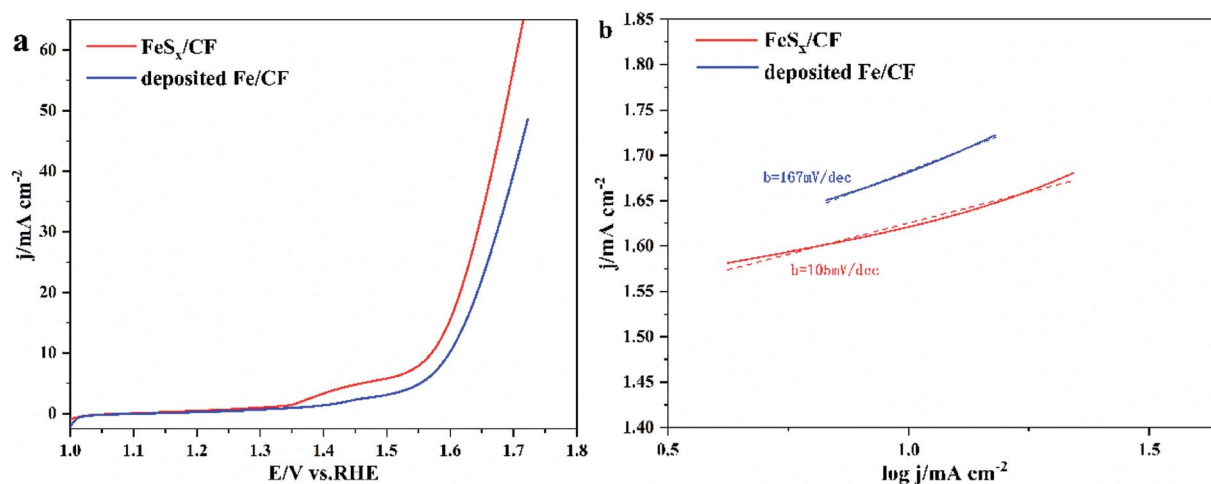 a
FeSx/CF
deposited Fe/CF
j/mA cm-2
60
50
40
30
20
10
0
1.0 1.1 1.2 1.3 1.4 1.5 1.6 1.7 1.8
E/V vs.RHE
b
FeSx/CF
deposited Fe/CF
b=167mV/dec
b=105mV/dec
j/mA cm-2
1.85
1.80
1.75
1.70
1.65
1.60
1.55
1.50
1.45
1.40
0.5 1.0 1.5
log j/mA cm-2